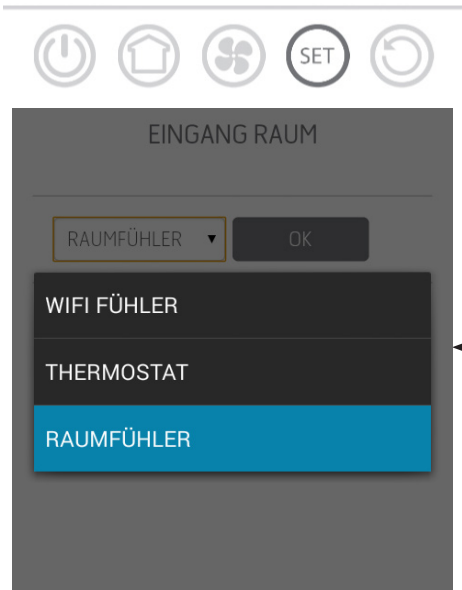 SET
EINGANG RAUM
RAUMFÜHLER OK
WIFI FÜHLER
THERMOSTAT
RAUMFÜHLER